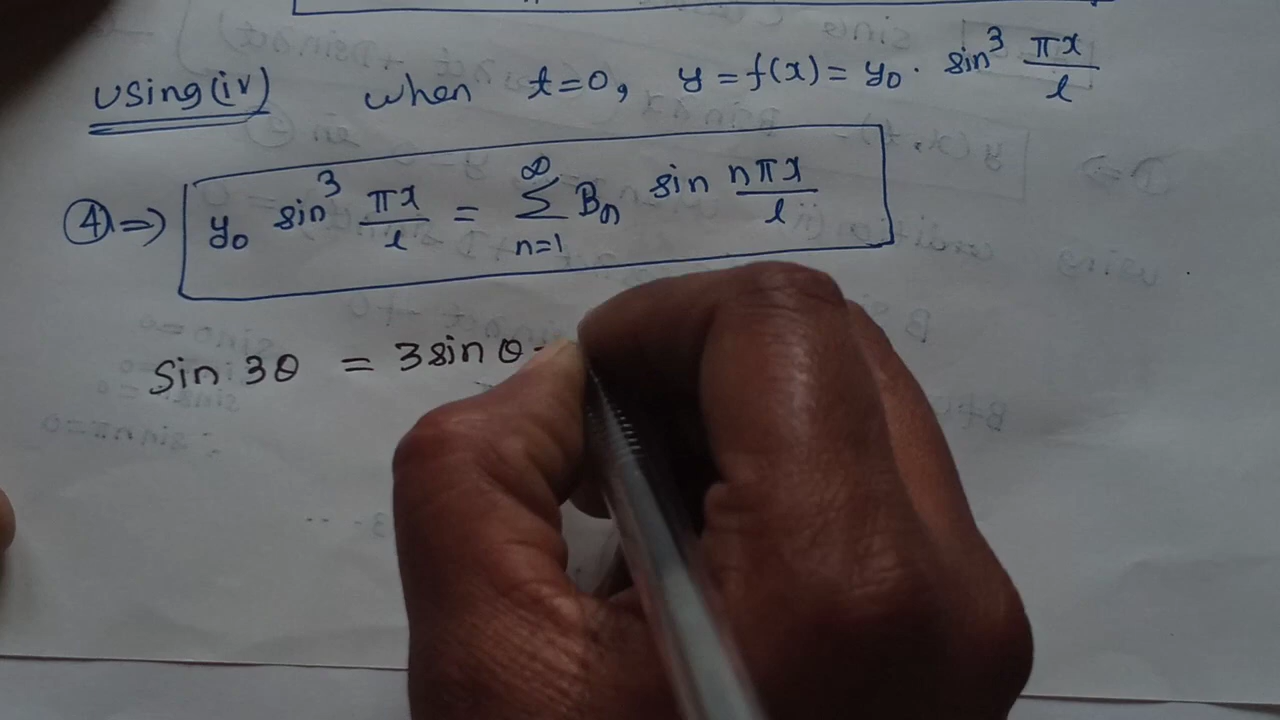 using (iv) when t=0, y = f(x) = y₀ · sin³ πx/l
④ ⇒ y₀ sin³ πx/l = ∞ Σ n=1 Bₙ sin nπx/l
sin 3θ = 3 sin θ -